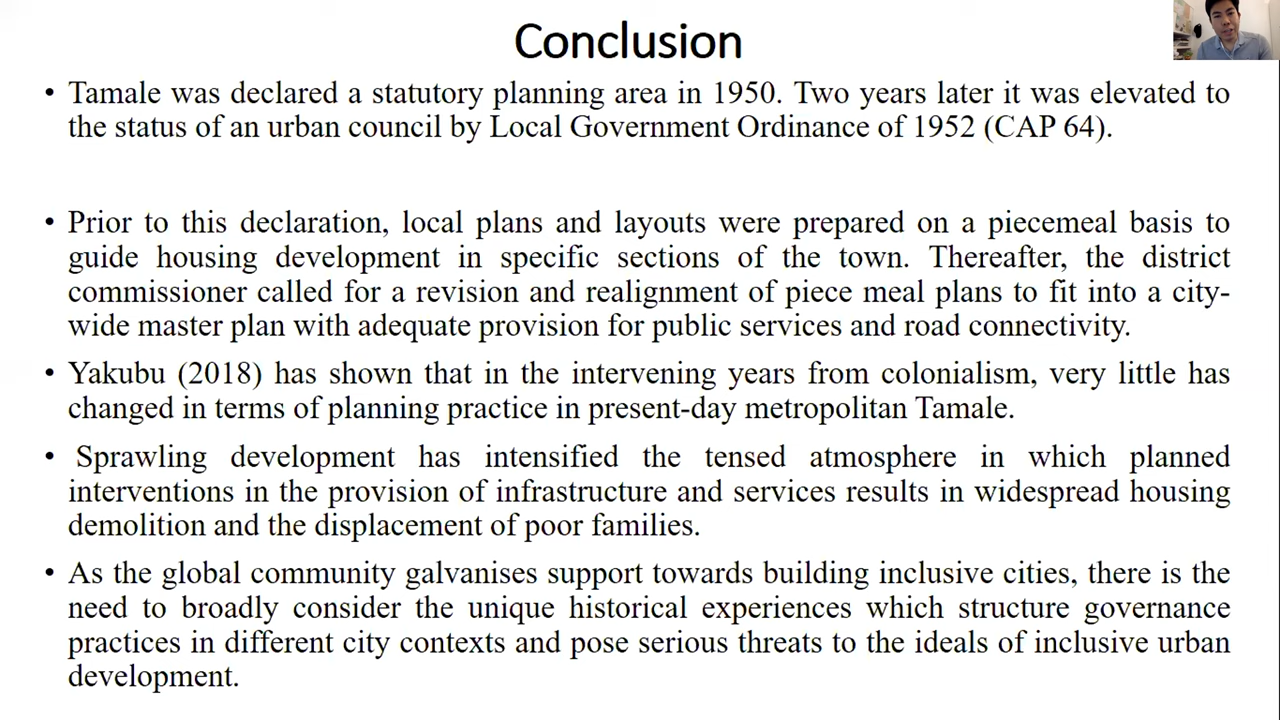 Conclusion
• Tamale was declared a statutory planning area in 1950. Two years later it was elevated to
the status of an urban council by Local Government Ordinance of 1952 (CAP 64).
• Prior to this declaration, local plans and layouts were prepared on a piecemeal basis to
guide housing development in specific sections of the town. Thereafter, the district
commissioner called for a revision and realignment of piece meal plans to fit into a city-
wide master plan with adequate provision for public services and road connectivity.
• Yakubu (2018) has shown that in the intervening years from colonialism, very little has
changed in terms of planning practice in present-day metropolitan Tamale.
• Sprawling development has intensified the tensed atmosphere in which planned
interventions in the provision of infrastructure and services results in widespread housing
demolition and the displacement of poor families.
• As the global community galvanises support towards building inclusive cities, there is the
need to broadly consider the unique historical experiences which structure governance
practices in different city contexts and pose serious threats to the ideals of inclusive urban
development.